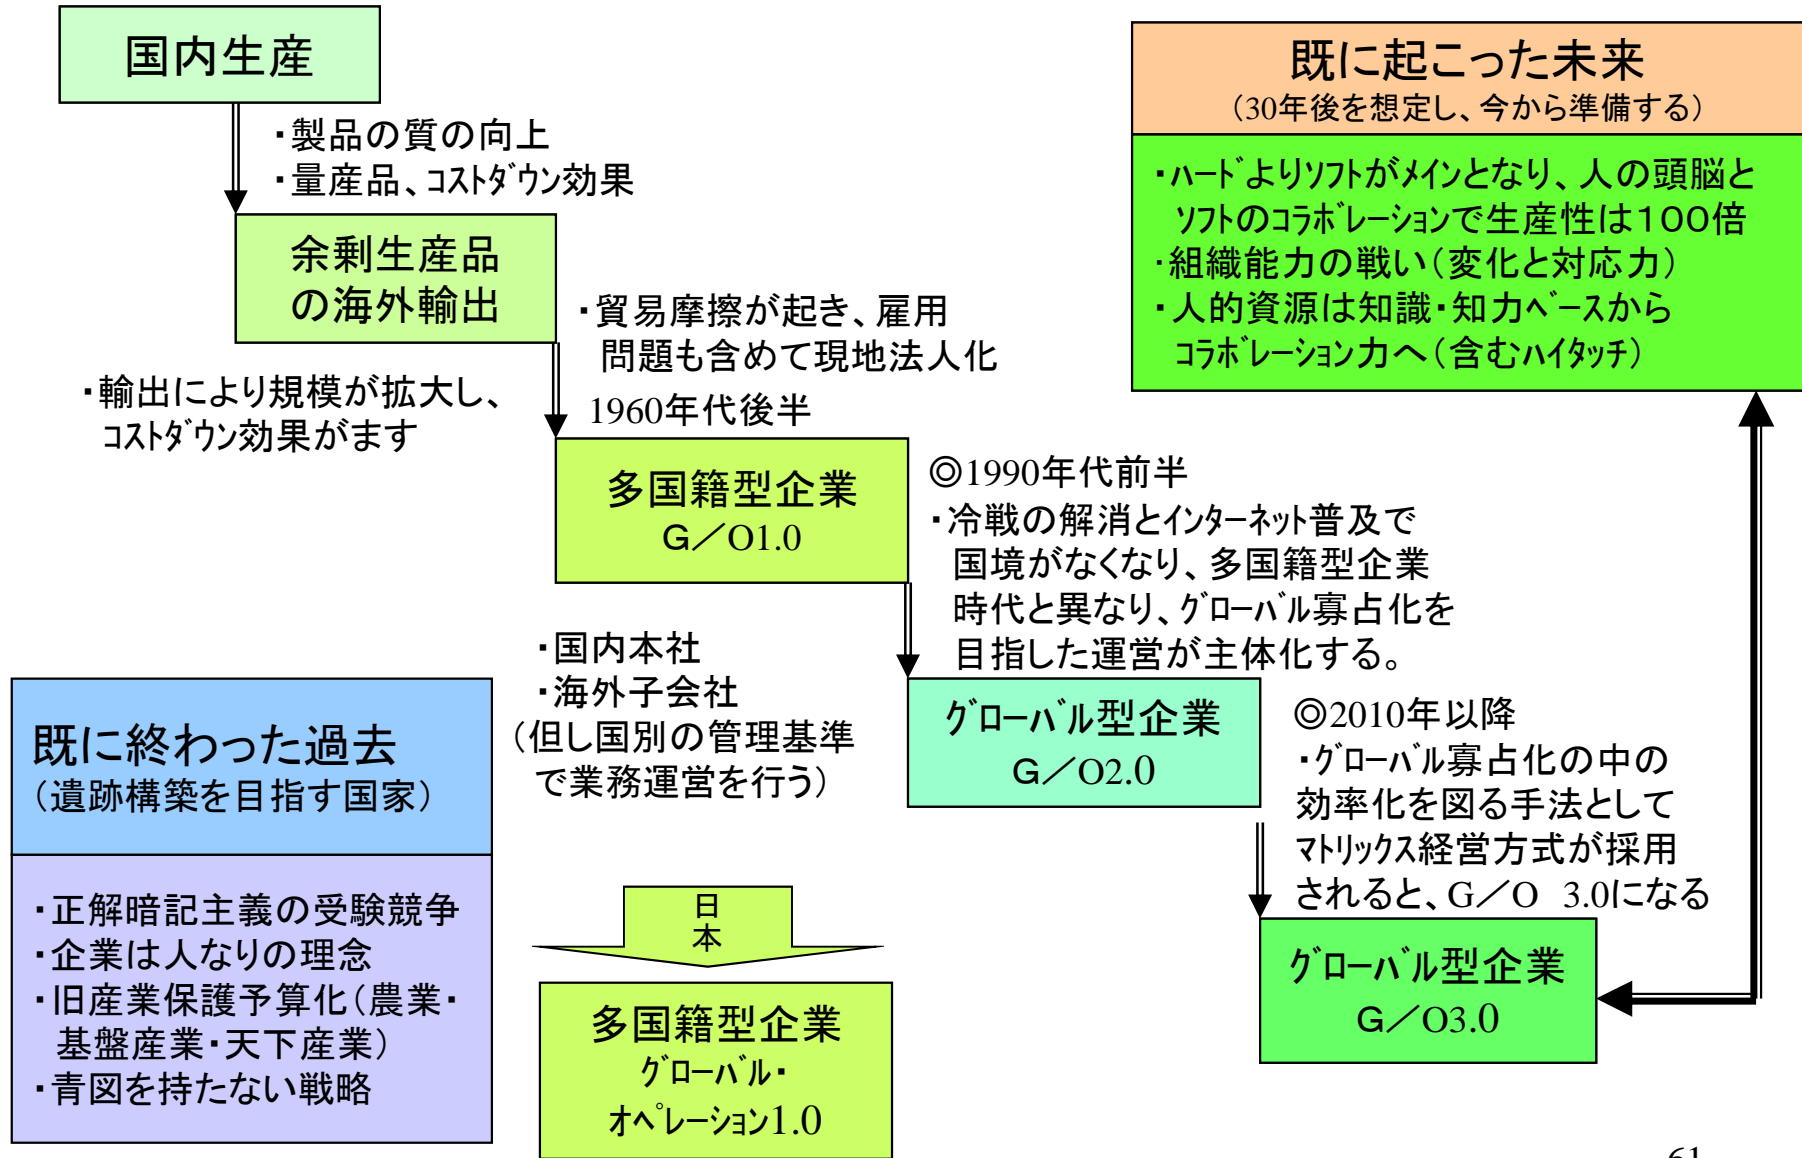 国内生産
・製品の質の向上
・量産品、ｺｽﾄﾀﾞｳﾝ効果
余剰生産品
の海外輸出
・輸出により規模が拡大し、
ｺｽﾄﾀﾞｳﾝ効果がます
・貿易摩擦が起き、雇用
問題も含めて現地法人化
1960年代後半
多国籍型企業
G／O1.0
・国内本社
・海外子会社
（但し国別の管理基準
で業務運営を行う）
◎1990年代前半
・冷戦の解消とｲﾝﾀｰﾈｯﾄ普及で
国境がなくなり、多国籍型企業
時代と異なり、ｸﾞﾛｰﾊﾞﾙ寡占化を
目指した運営が主体化する。
ｸﾞﾛｰﾊﾞﾙ型企業
G／O2.0
◎2010年以降
・ｸﾞﾛｰﾊﾞﾙ寡占化の中の
効率化を図る手法として
ﾏﾄﾘｯｸｽ経営方式が採用
されると、G／O 3.0になる
ｸﾞﾛｰﾊﾞﾙ型企業
G／O3.0
既に起こった未来
（30年後を想定し、今から準備する）
・ﾊｰﾄﾞよりｿﾌﾄがﾒｲﾝとなり、人の頭脳と
ｿﾌﾄのｺﾗﾎﾞﾚｰｼｮﾝで生産性は１００倍
・組織能力の戦い（変化と対応力）
・人的資源は知識・知力ﾍﾞｰｽから
ｺﾗﾎﾞﾚｰｼｮﾝ力へ（含むﾊｲﾀｯﾁ）
既に終わった過去
（遺跡構築を目指す国家）
・正解暗記主義の受験競争
・企業は人なりの理念
・旧産業保護予算化（農業・
基盤産業・天下産業）
・青図を持たない戦略
日
本
多国籍型企業
ｸﾞﾛｰﾊﾞﾙ・
ｵﾍﾟﾚｰｼｮﾝ1.0
61